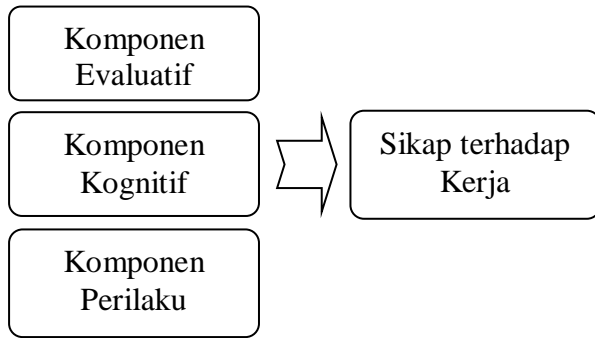 Komponen
Evaluatif
Komponen
Kognitif
Komponen
Perilaku
Sikap terhadap
Kerja